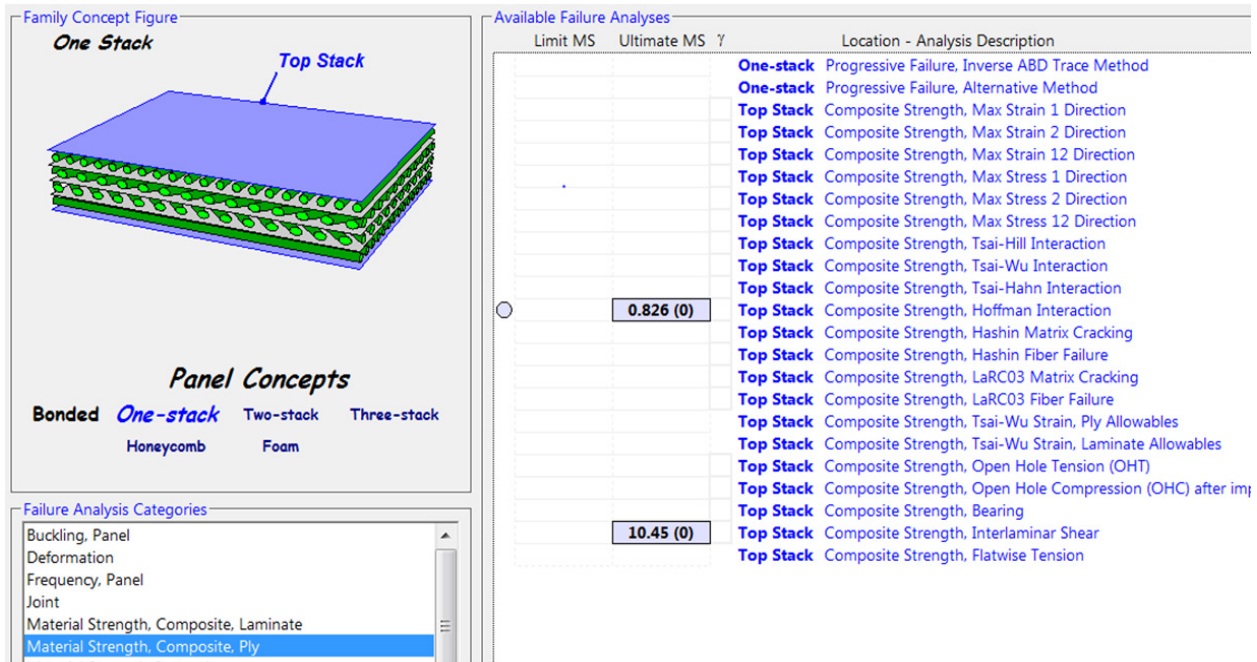 Family Concept Figure
One Stack
Top Stack
Panel Concepts
Bonded One-stack Two-stack Three-stack
Honeycomb Foam
Failure Analysis Categories
Buckling, Panel
Deformation
Frequency, Panel
Joint
Material Strength, Composite, Laminate
Material Strength, Composite, Ply
Available Failure Analyses
Limit MS Ultimate MS γ Location - Analysis Description
One-stack Progressive Failure, Inverse ABD Trace Method
One-stack Progressive Failure, Alternative Method
Top Stack Composite Strength, Max Strain 1 Direction
Top Stack Composite Strength, Max Strain 2 Direction
Top Stack Composite Strength, Max Strain 12 Direction
Top Stack Composite Strength, Max Stress 1 Direction
Top Stack Composite Strength, Max Stress 2 Direction
Top Stack Composite Strength, Max Stress 12 Direction
Top Stack Composite Strength, Tsai-Hill Interaction
Top Stack Composite Strength, Tsai-Wu Interaction
Top Stack Composite Strength, Tsai-Hahn Interaction
0.826 (0) Top Stack Composite Strength, Hoffman Interaction
Top Stack Composite Strength, Hashin Matrix Cracking
Top Stack Composite Strength, Hashin Fiber Failure
Top Stack Composite Strength, LaRC03 Matrix Cracking
Top Stack Composite Strength, LaRC03 Fiber Failure
Top Stack Composite Strength, Tsai-Wu Strain, Ply Allowables
Top Stack Composite Strength, Tsai-Wu Strain, Laminate Allowables
Top Stack Composite Strength, Open Hole Tension (OHT)
Top Stack Composite Strength, Open Hole Compression (OHC) after imp
Top Stack Composite Strength, Bearing
10.45 (0) Top Stack Composite Strength, Interlaminar Shear
Top Stack Composite Strength, Flatwise Tension